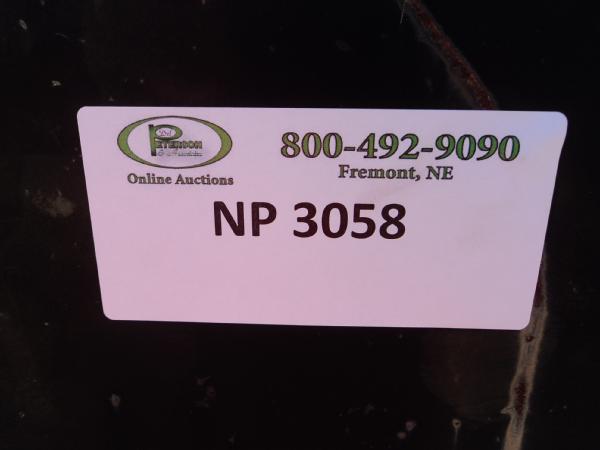 Peterson
Online Auctions
800-492-9090
Fremont, NE
NP 3058